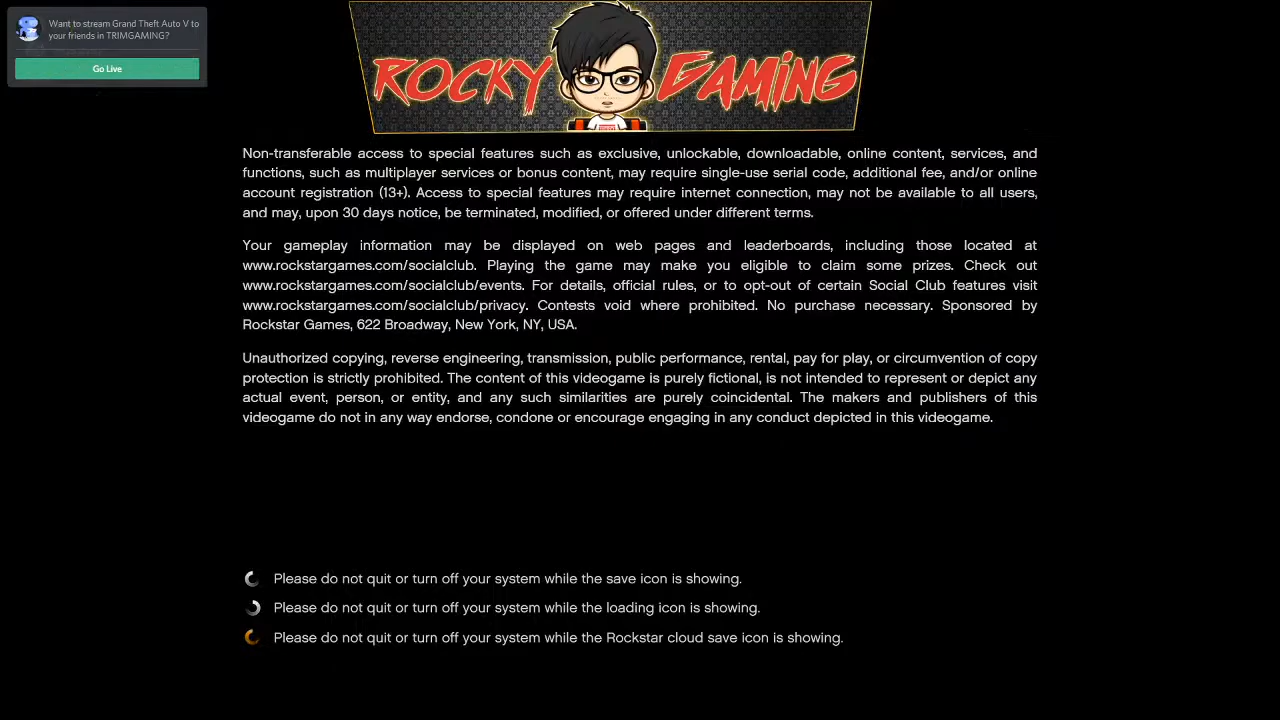 Want to stream Grand Theft Auto V to
your friends in TRIMGAMING?
Go Live
ROCKY GAMING
Non-transferable access to special features such as exclusive, unlockable, downloadable, online content, services, and
functions, such as multiplayer services or bonus content, may require single-use serial code, additional fee, and/or online
account registration (13+). Access to special features may require internet connection, may not be available to all users,
and may, upon 30 days notice, be terminated, modified, or offered under different terms.
Your gameplay information may be displayed on web pages and leaderboards, including those located at
www.rockstargames.com/socialclub. Playing the game may make you eligible to claim some prizes. Check out
www.rockstargames.com/socialclub/events. For details, official rules, or to opt-out of certain Social Club features visit
www.rockstargames.com/socialclub/privacy. Contests void where prohibited. No purchase necessary. Sponsored by
Rockstar Games, 622 Broadway, New York, NY, USA.
Unauthorized copying, reverse engineering, transmission, public performance, rental, pay for play, or circumvention of copy
protection is strictly prohibited. The content of this videogame is purely fictional, is not intended to represent or depict any
actual event, person, or entity, and any such similarities are purely coincidental. The makers and publishers of this
videogame do not in any way endorse, condone or encourage engaging in any conduct depicted in this videogame.
Please do not quit or turn off your system while the save icon is showing.
Please do not quit or turn off your system while the loading icon is showing.
Please do not quit or turn off your system while the Rockstar cloud save icon is showing.